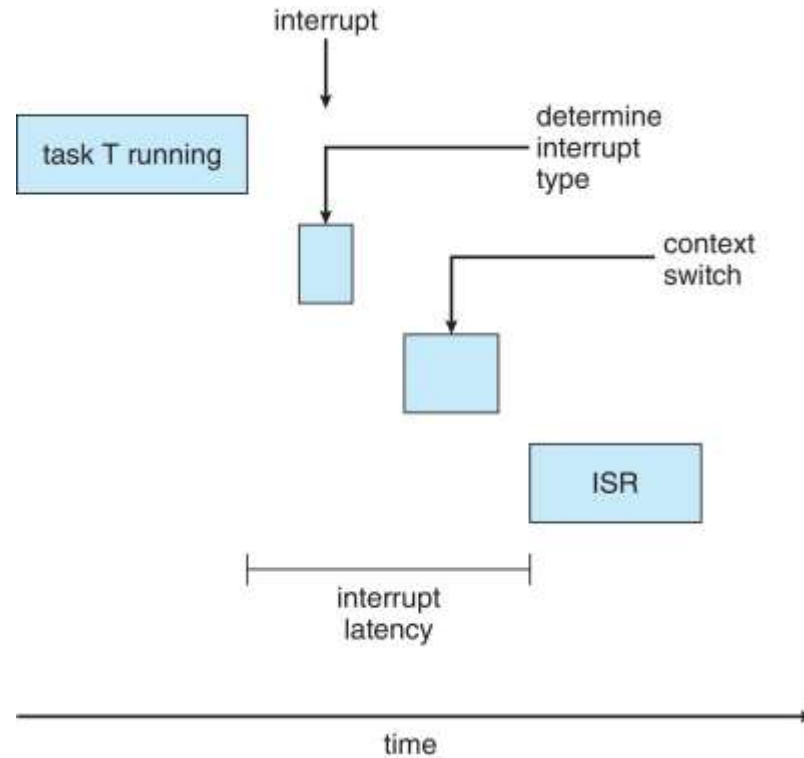 interrupt
task T running
determine
interrupt
type
context
switch
ISR
interrupt
latency
time